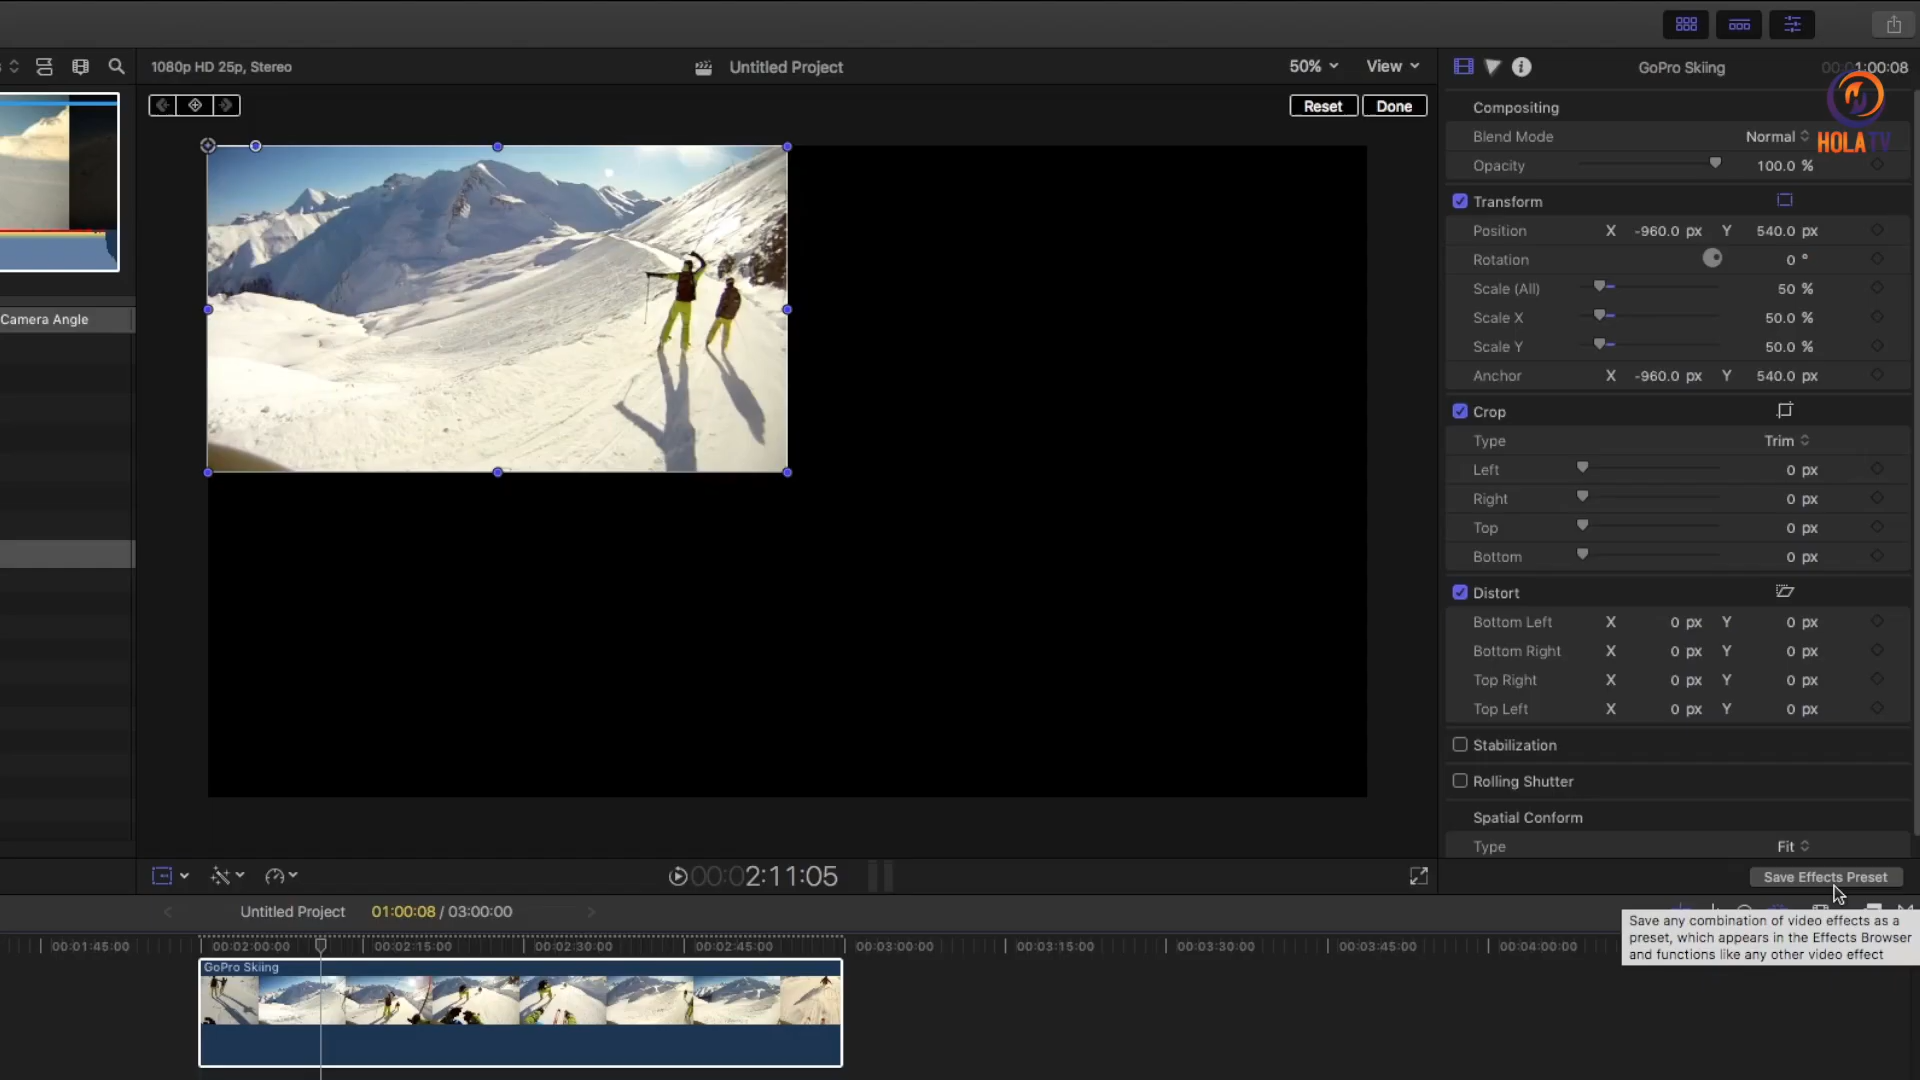 1080p HD 25p, Stereo
Untitled Project
50%
View
GoPro Skiing
00:01:00:08
Reset
Done
HOLATV
Compositing
Blend Mode Normal
Opacity 100.0 %
Transform
Position X -960.0 px Y 540.0 px
Rotation 0 °
Scale (All) 50 %
Scale X 50.0 %
Scale Y 50.0 %
Anchor X -960.0 px Y 540.0 px
Crop
Type Trim
Left 0 px
Right 0 px
Top 0 px
Bottom 0 px
Distort
Bottom Left X 0 px Y 0 px
Bottom Right X 0 px Y 0 px
Top Right X 0 px Y 0 px
Top Left X 0 px Y 0 px
Stabilization
Rolling Shutter
Spatial Conform
Type Fit
Camera Angle
00:02:11:05
Save Effects Preset
Save any combination of video effects as a
preset, which appears in the Effects Browser
and functions like any other video effect
Untitled Project 01:00:08 / 03:00:00
00:01:45:00 00:02:00:00 00:02:15:00 00:02:30:00 00:02:45:00 00:03:00:00 00:03:15:00 00:03:30:00 00:03:45:00 00:04:00:00
GoPro Skiing